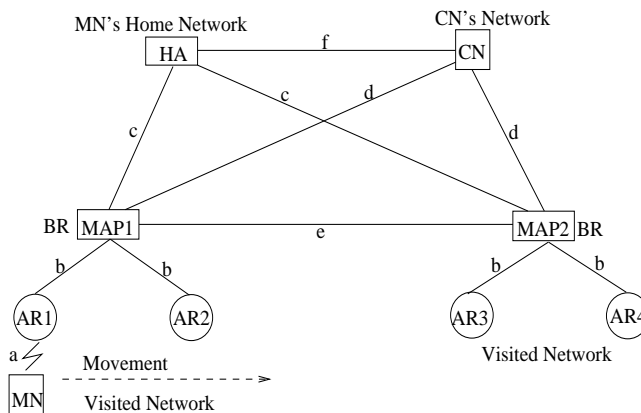 MN's Home Network
CN's Network
HA
f
CN
c
c
d
d
BR
MAP1
e
MAP2
BR
b
b
b
b
AR1
AR2
AR3
AR4
a
Movement
Visited Network
MN
Visited Network